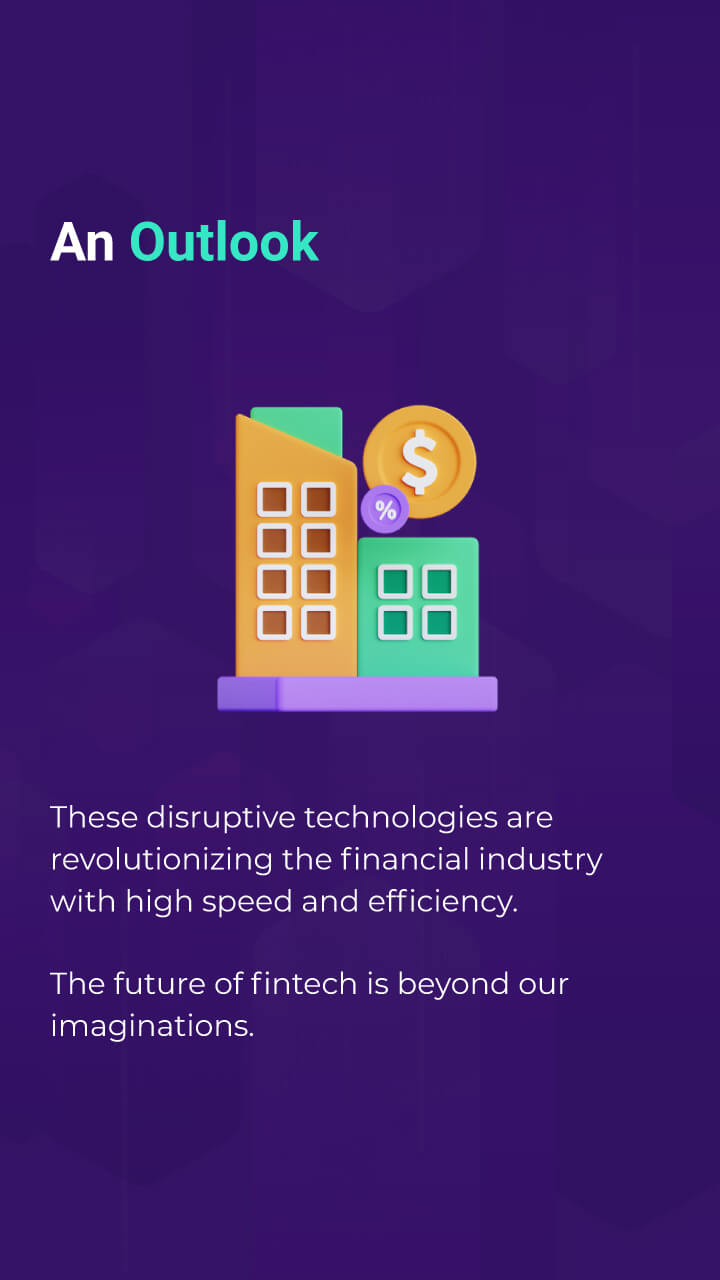 An Outlook
$
%
These disruptive technologies are
revolutionizing the financial industry
with high speed and efficiency.
The future of fintech is beyond our
imaginations.